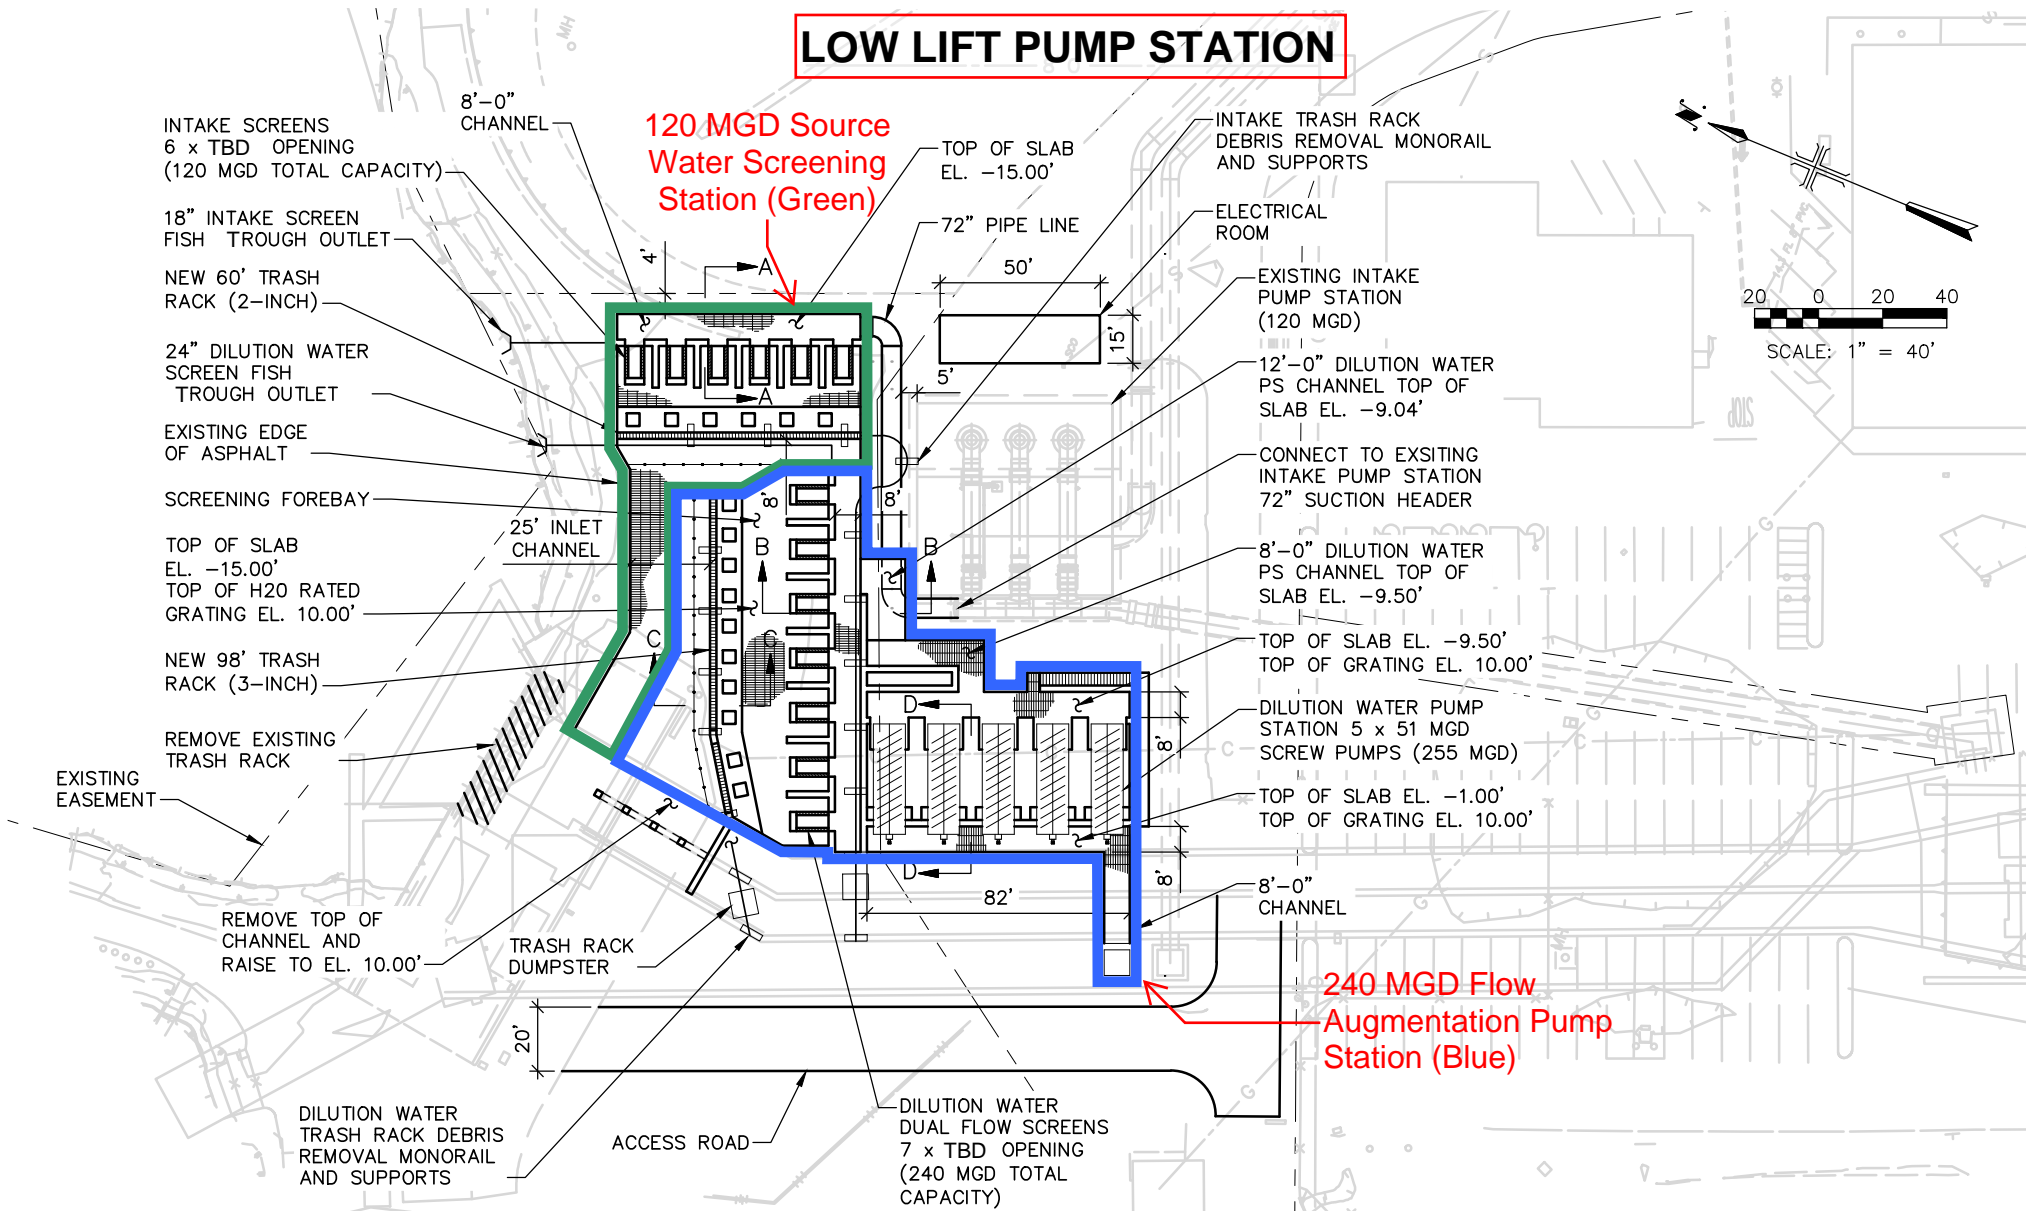 LOW LIFT PUMP STATION
8'-0"
CHANNEL
INTAKE SCREENS
6 x TBD OPENING
(120 MGD TOTAL CAPACITY)
18" INTAKE SCREEN
FISH TROUGH OUTLET
NEW 60' TRASH
RACK (2-INCH)
24" DILUTION WATER
SCREEN FISH
TROUGH OUTLET
EXISTING EDGE
OF ASPHALT
SCREENING FOREBAY
TOP OF SLAB
EL. -15.00'
TOP OF H20 RATED
GRATING EL. 10.00'
NEW 98' TRASH
RACK (3-INCH)
REMOVE EXISTING
TRASH RACK
EXISTING
EASEMENT
REMOVE TOP OF
CHANNEL AND
RAISE TO EL. 10.00'
TRASH RACK
DUMPSTER
20'
DILUTION WATER
TRASH RACK DEBRIS
REMOVAL MONORAIL
AND SUPPORTS
ACCESS ROAD
DILUTION WATER
DUAL FLOW SCREENS
7 x TBD OPENING
(240 MGD TOTAL
CAPACITY)
120 MGD Source
Water Screening
Station (Green)
4'
A
A
TOP OF SLAB
EL. -15.00'
72" PIPE LINE
50'
15'
5'
8'
8'
25' INLET
CHANNEL
B
B
C
C
D
D
82'
8'
8'
INTAKE TRASH RACK
DEBRIS REMOVAL MONORAIL
AND SUPPORTS
ELECTRICAL
ROOM
EXISTING INTAKE
PUMP STATION
(120 MGD)
12'-0" DILUTION WATER
PS CHANNEL TOP OF
SLAB EL. -9.04'
CONNECT TO EXSITING
INTAKE PUMP STATION
72" SUCTION HEADER
8'-0" DILUTION WATER
PS CHANNEL TOP OF
SLAB EL. -9.50'
TOP OF SLAB EL. -9.50'
TOP OF GRATING EL. 10.00'
DILUTION WATER PUMP
STATION 5 x 51 MGD
SCREW PUMPS (255 MGD)
TOP OF SLAB EL. -1.00'
TOP OF GRATING EL. 10.00'
8'-0"
CHANNEL
240 MGD Flow
Augmentation Pump
Station (Blue)
20 0 20 40
SCALE: 1" = 40'
STOP
MH
MH
G
G
G
C
C
C
S
S